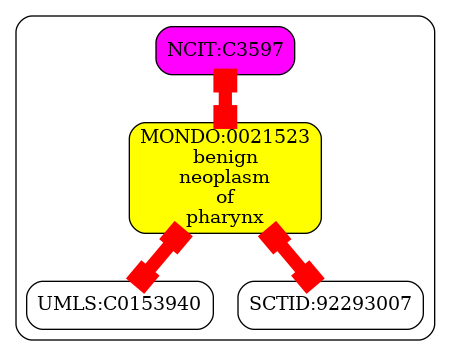 NCIT:C3597
MONDO:0021523
benign
neoplasm
of
pharynx
UMLS:C0153940
SCTID:92293007